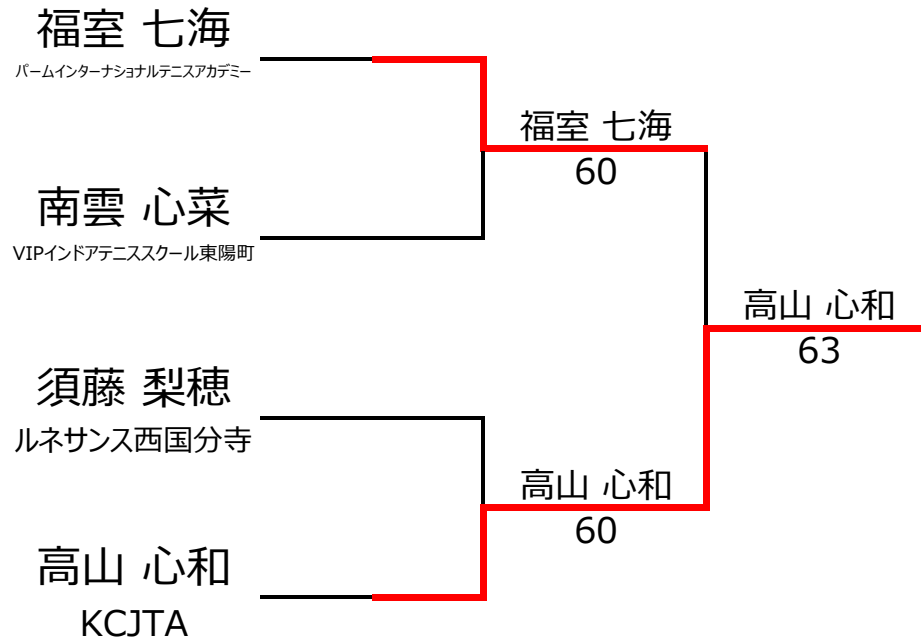 福室 七海
パームインターナショナルテニスアカデミー
福室 七海
60
南雲 心菜
VIPインドアテニススクール東陽町
高山 心和
63
須藤 梨穂
ルネサンス西国分寺
高山 心和
60
高山 心和
KCJTA